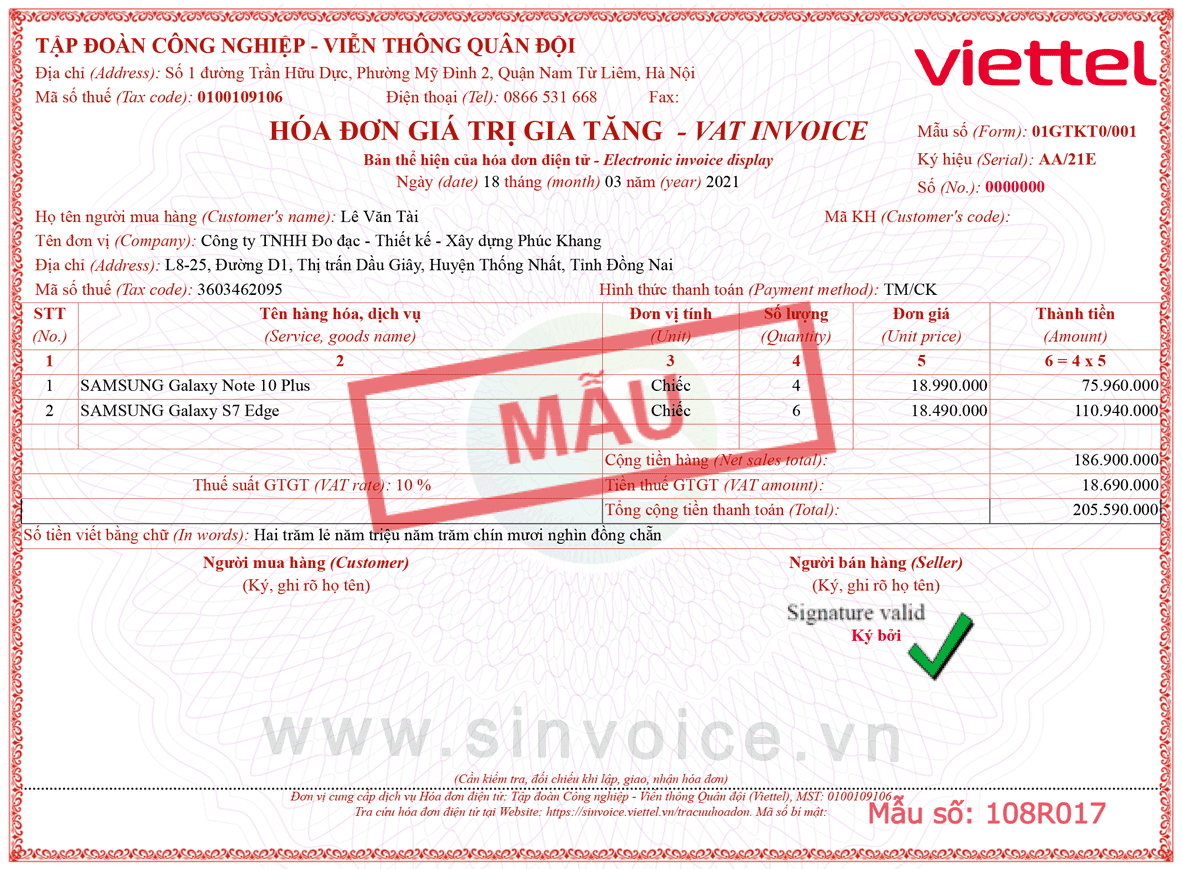 TẬP ĐOÀN CÔNG NGHIỆP - VIỄN THÔNG QUÂN ĐỘI
viettel
Địa chỉ (Address): Số 1 đường Trần Hữu Dực, Phường Mỹ Đình 2, Quận Nam Từ Liêm, Hà Nội
Mã số thuế (Tax code): 0100109106 Điện thoại (Tel): 0866 531 668 Fax:
HÓA ĐƠN GIÁ TRỊ GIA TĂNG - VAT INVOICE
Mẫu số (Form): 01GTKT0/001
Bản thể hiện của hóa đơn điện tử - Electronic invoice display
Ký hiệu (Serial): AA/21E
Ngày (date) 18 tháng (month) 03 năm (year) 2021
Số (No.): 0000000
Họ tên người mua hàng (Customer's name): Lê Văn Tài Mã KH (Customer's code):
Tên đơn vị (Company): Công ty TNHH Đo đạc - Thiết kế - Xây dựng Phúc Khang
Địa chỉ (Address): L8-25, Đường D1, Thị trấn Dầu Giây, Huyện Thống Nhất, Tỉnh Đồng Nai
Mã số thuế (Tax code): 3603462095 Hình thức thanh toán (Payment method): TM/CK
STT Tên hàng hóa, dịch vụ Đơn vị tính Số lượng Đơn giá Thành tiền
(No.) (Service, goods name) (Unit) (Quantity) (Unit price) (Amount)
1 2 3 4 5 6 = 4 x 5
1 SAMSUNG Galaxy Note 10 Plus Chiếc 4 18.990.000 75.960.000
2 SAMSUNG Galaxy S7 Edge Chiếc 6 18.490.000 110.940.000
MẪU
Cộng tiền hàng (Net sales total): 186.900.000
Thuế suất GTGT (VAT rate): 10 % Tiền thuế GTGT (VAT amount): 18.690.000
Tổng cộng tiền thanh toán (Total): 205.590.000
Số tiền viết bằng chữ (In words): Hai trăm lẻ năm triệu năm trăm chín mươi nghìn đồng chẵn
Người mua hàng (Customer) Người bán hàng (Seller)
(Ký, ghi rõ họ tên) (Ký, ghi rõ họ tên)
Signature valid
Ký bởi
www.sinvoice.vn
(Cần kiểm tra, đối chiếu khi lập, giao, nhận hóa đơn)
Đơn vị cung cấp dịch vụ Hóa đơn điện tử: Tập đoàn Công nghiệp - Viễn thông Quân đội (Viettel), MST: 0100109106
Tra cứu hóa đơn điện tử tại Website: https://sinvoice.viettel.vn/tracuuhoadon. Mã số bí mật:
Mẫu số: 108R017